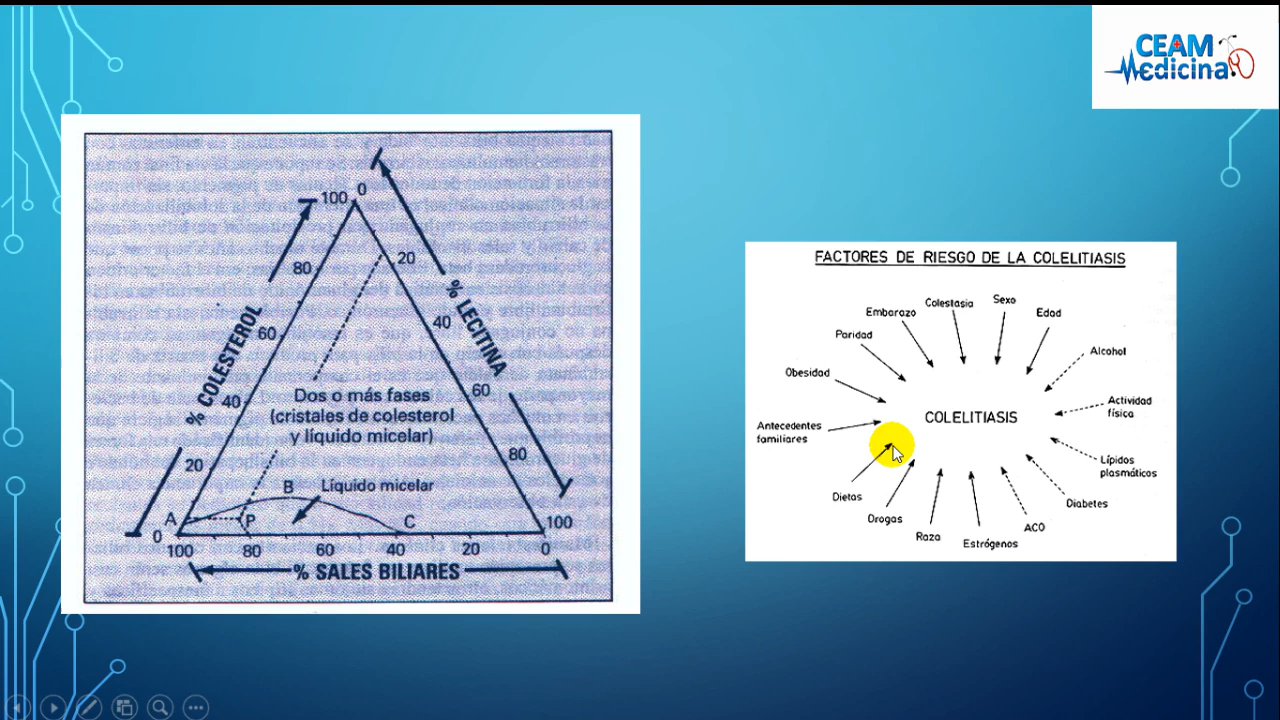 CEAM
Medicina
100
0
80
20
% COLESTEROL
% LECITINA
60
40
40
60
Dos o más fases
(cristales de colesterol
y líquido micelar)
20
80
B
Líquido micelar
A
P
C
0
100
100
80
60
40
20
0
% SALES BILIARES
FACTORES DE RIESGO DE LA COLELITIASIS
Sexo
Colestasia
Embarazo
Edad
Paridad
Alcohol
Obesidad
Actividad
física
COLELITIASIS
Antecedentes
familiares
Lípidos
plasmáticos
Dietas
Diabetes
Drogas
ACO
Raza
Estrógenos